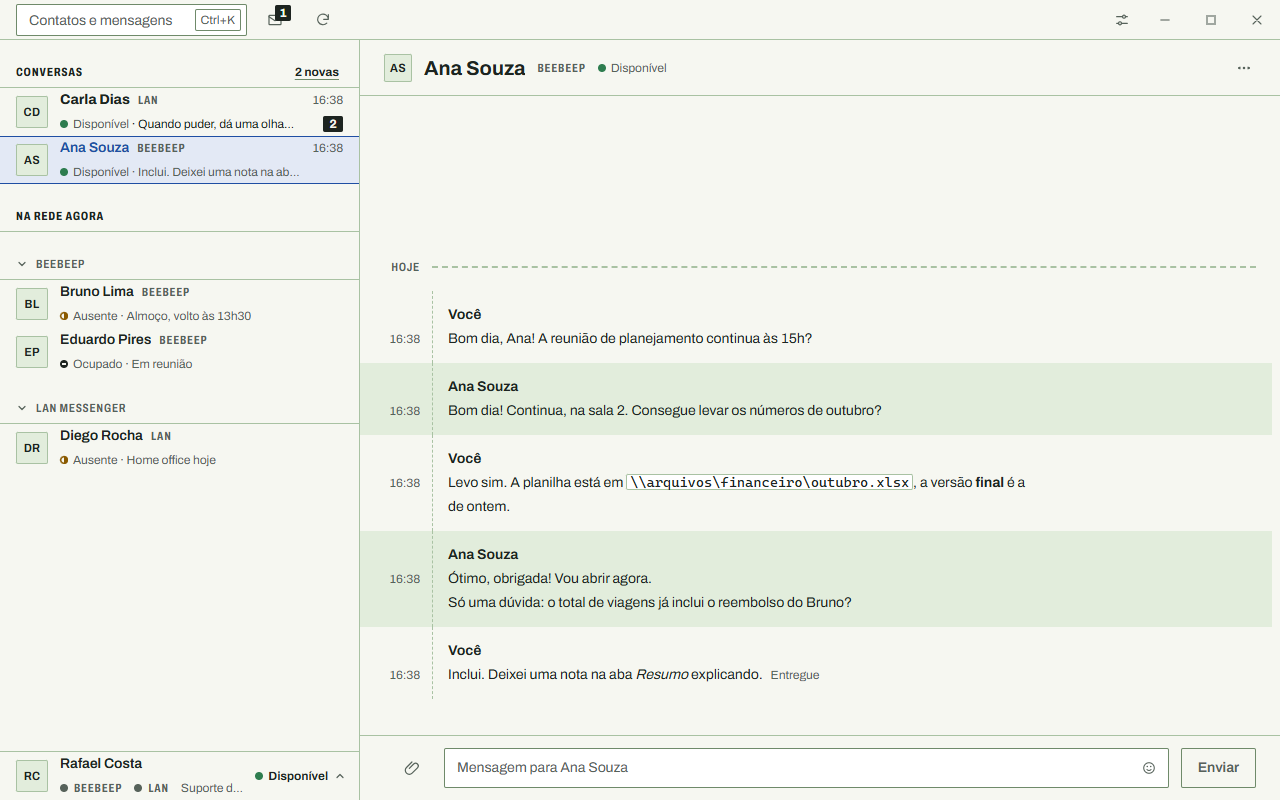 Contatos e mensagens Ctrl+K
1
CONVERSAS 2 novas
CD Carla Dias LAN 16:38
Disponível · Quando puder, dá uma olha... 2
AS Ana Souza BEEBEEP 16:38
Disponível · Inclui. Deixei uma nota na ab...
NA REDE AGORA
BEEBEEP
BL Bruno Lima BEEBEEP
Ausente · Almoço, volto às 13h30
EP Eduardo Pires BEEBEEP
Ocupado · Em reunião
LAN MESSENGER
DR Diego Rocha LAN
Ausente · Home office hoje
RC Rafael Costa
BEEBEEP LAN Suporte d... Disponível
AS Ana Souza BEEBEEP Disponível
HOJE
Você
16:38 Bom dia, Ana! A reunião de planejamento continua às 15h?
Ana Souza
16:38 Bom dia! Continua, na sala 2. Consegue levar os números de outubro?
Você
16:38 Levo sim. A planilha está em \\arquivos\financeiro\outubro.xlsx, a versão final é a
de ontem.
Ana Souza
16:38 Ótimo, obrigada! Vou abrir agora.
Só uma dúvida: o total de viagens já inclui o reembolso do Bruno?
Você
16:38 Inclui. Deixei uma nota na aba Resumo explicando. Entregue
Mensagem para Ana Souza Enviar